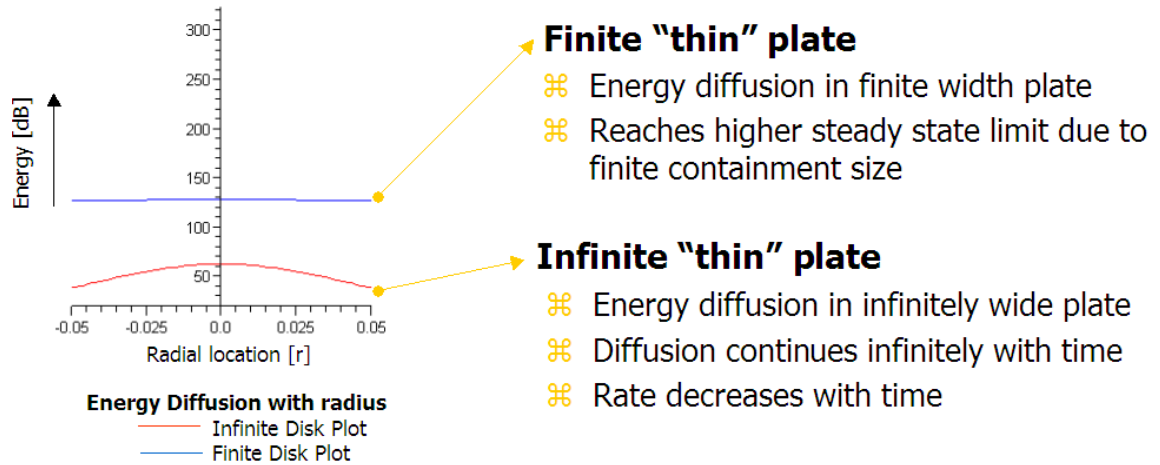 300
250
200
150
100
50
Energy [dB]
-0.05
-0.025
0.0
0.025
0.05
Radial location [r]
Energy Diffusion with radius
Infinite Disk Plot
Finite Disk Plot
Finite “thin” plate
⌘ Energy diffusion in finite width plate
⌘ Reaches higher steady state limit due to
finite containment size
Infinite “thin” plate
⌘ Energy diffusion in infinitely wide plate
⌘ Diffusion continues infinitely with time
⌘ Rate decreases with time